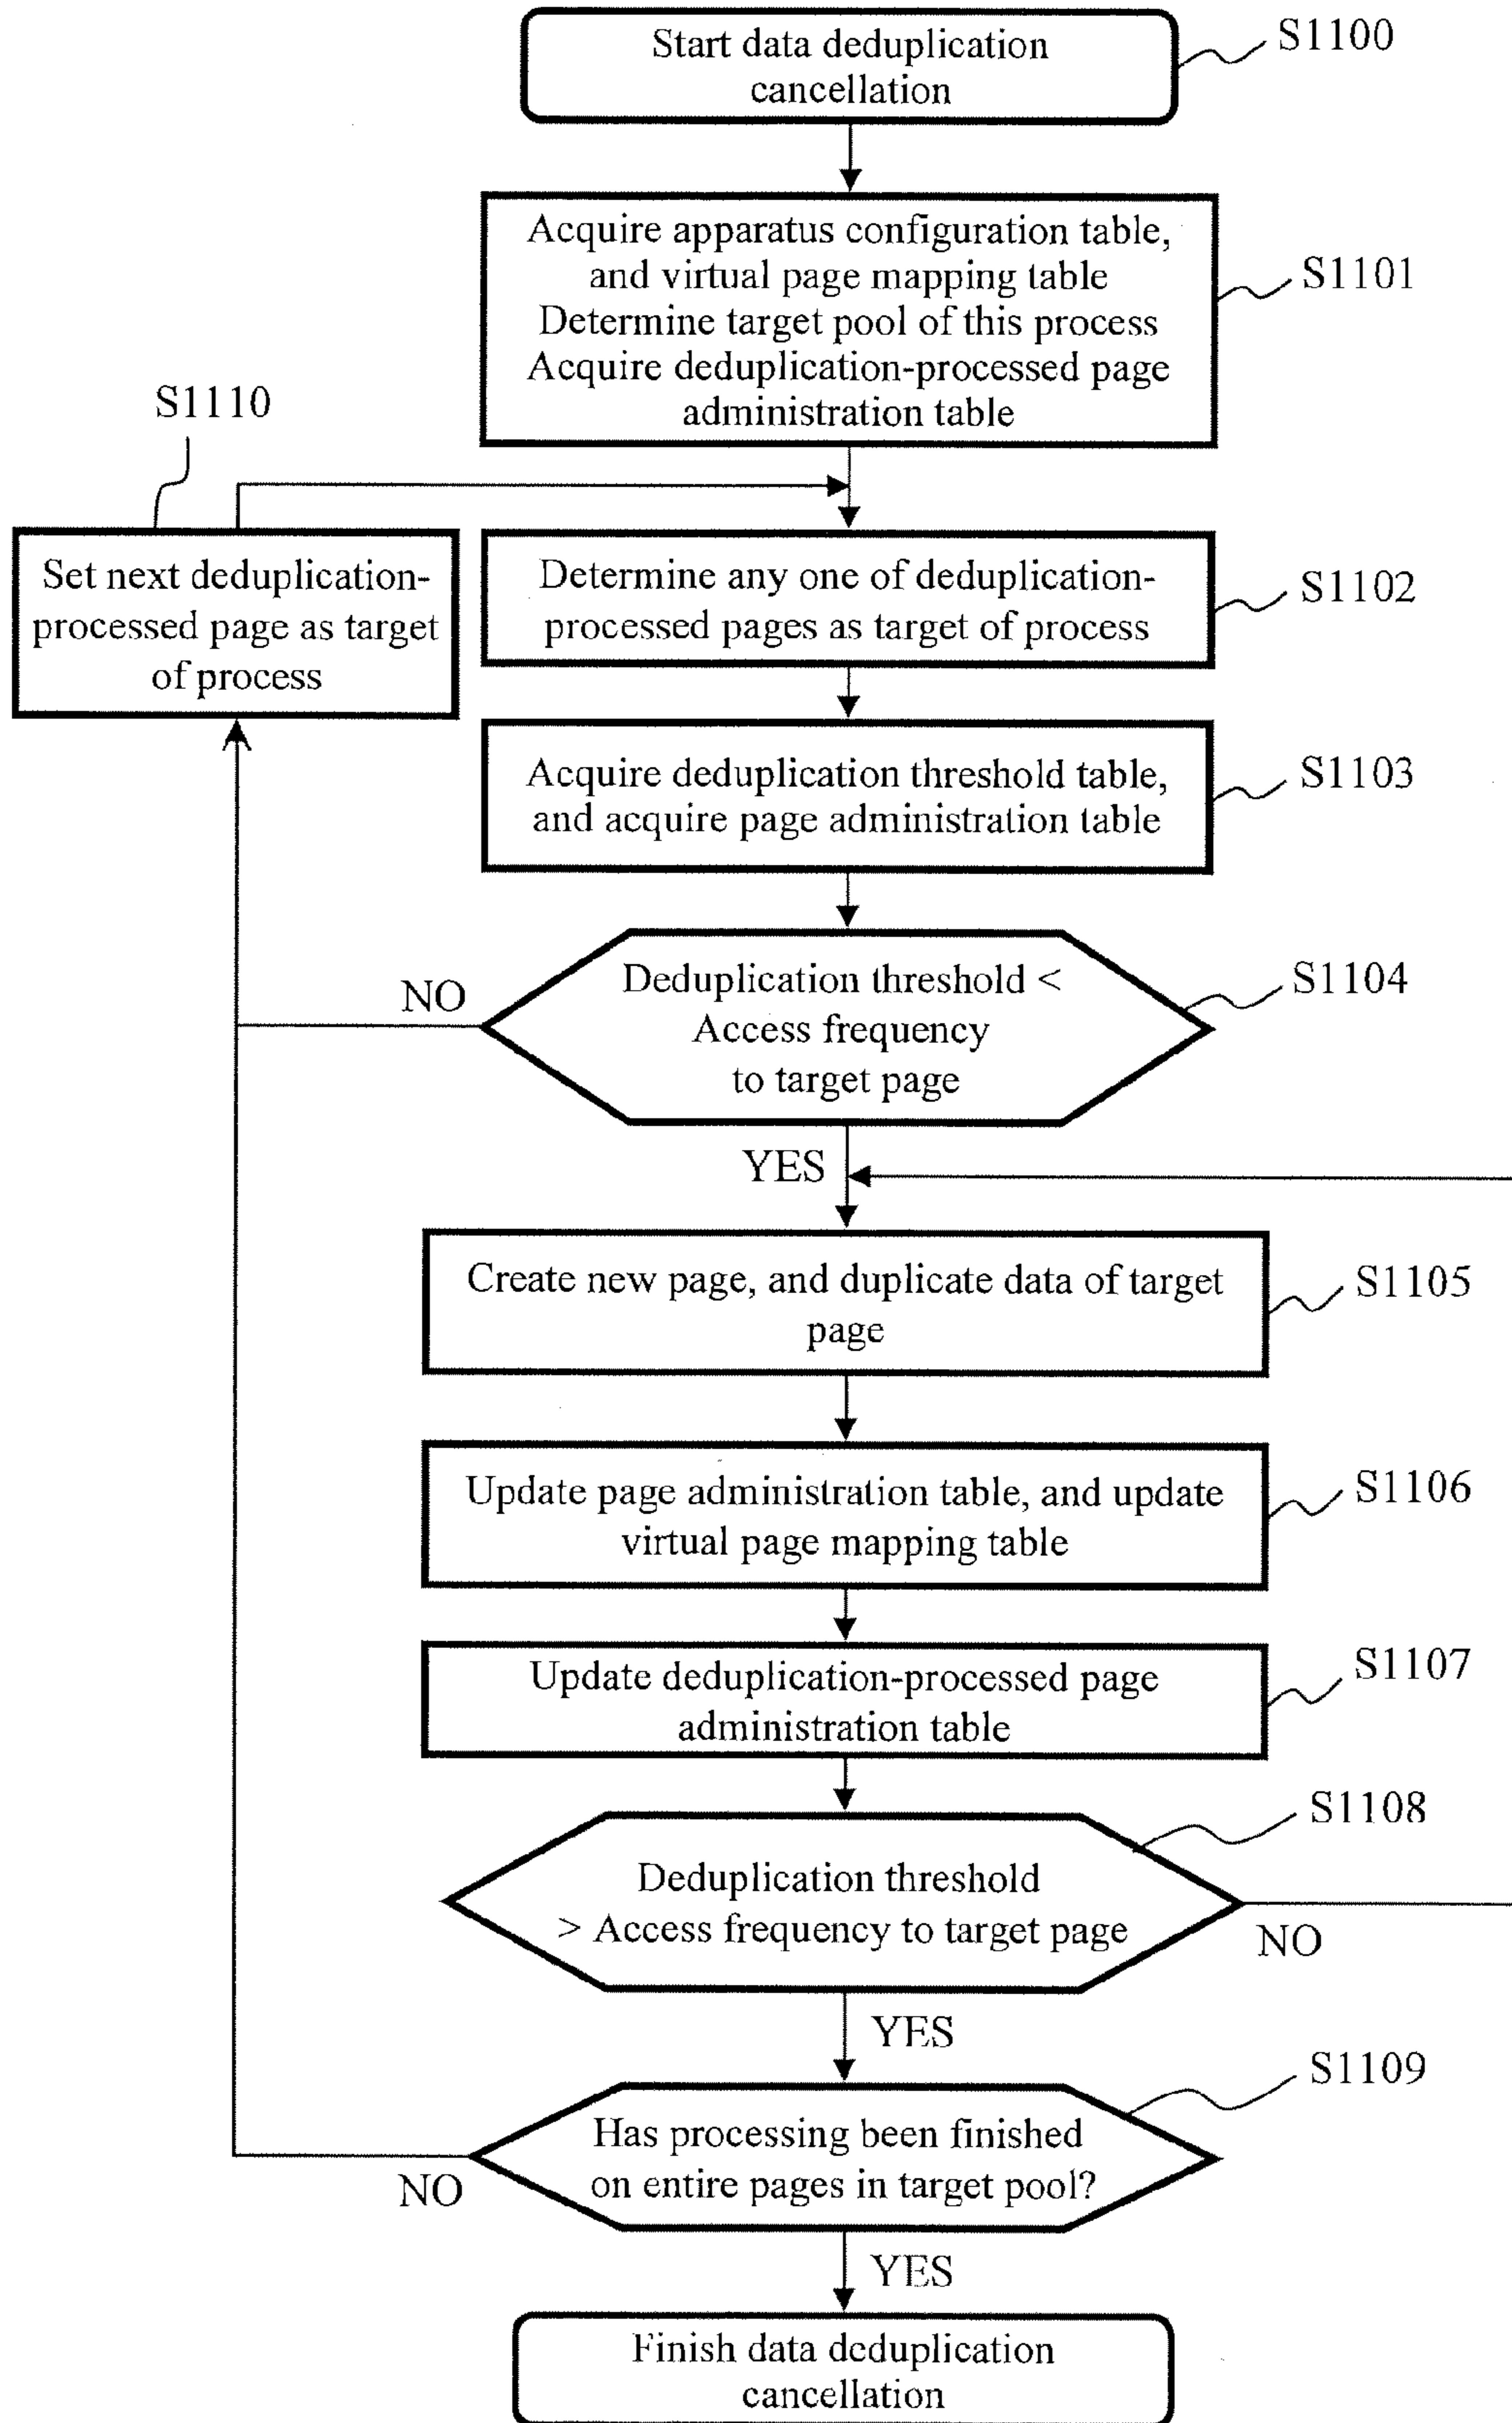 Start data deduplication
cancellation
S1100
Acquire apparatus configuration table,
and virtual page mapping table
Determine target pool of this process
Acquire deduplication-processed page
administration table
S1101
S1110
Set next deduplication-
processed page as target
of process
Determine any one of deduplication-
processed pages as target of process
S1102
Acquire deduplication threshold table,
and acquire page administration table
S1103
Deduplication threshold <
Access frequency
to target page
S1104
NO
YES
Create new page, and duplicate data of target
page
S1105
Update page administration table, and update
virtual page mapping table
S1106
Update deduplication-processed page
administration table
S1107
Deduplication threshold
> Access frequency to target page
S1108
NO
YES
Has processing been finished
on entire pages in target pool?
S1109
NO
YES
Finish data deduplication
cancellation